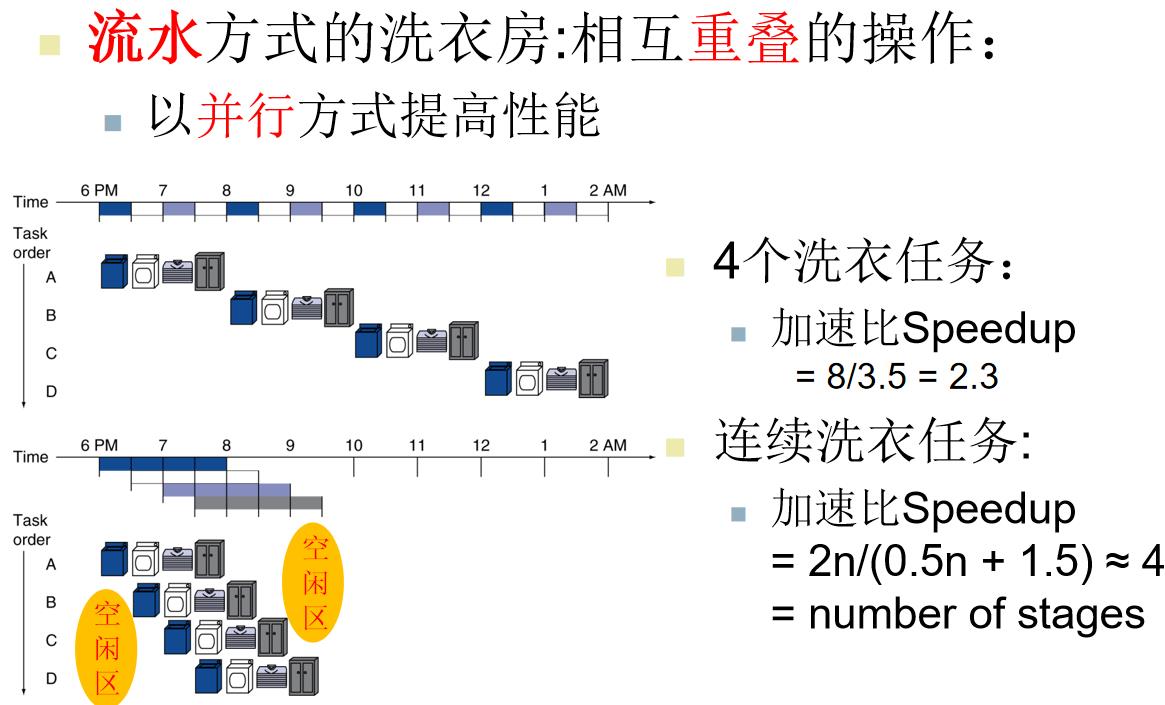 流水方式的洗衣房:相互重叠的操作：
以并行方式提高性能
6 PM 7 8 9 10 11 12 1 2 AM
Time
Task
order
A
B
C
D
6 PM 7 8 9 10 11 12 1 2 AM
Time
Task
order
A
B
C
D
空
闲
区
空
闲
区
4个洗衣任务：
加速比Speedup
= 8/3.5 = 2.3
连续洗衣任务:
加速比Speedup
= 2n/(0.5n + 1.5) ≈ 4
= number of stages